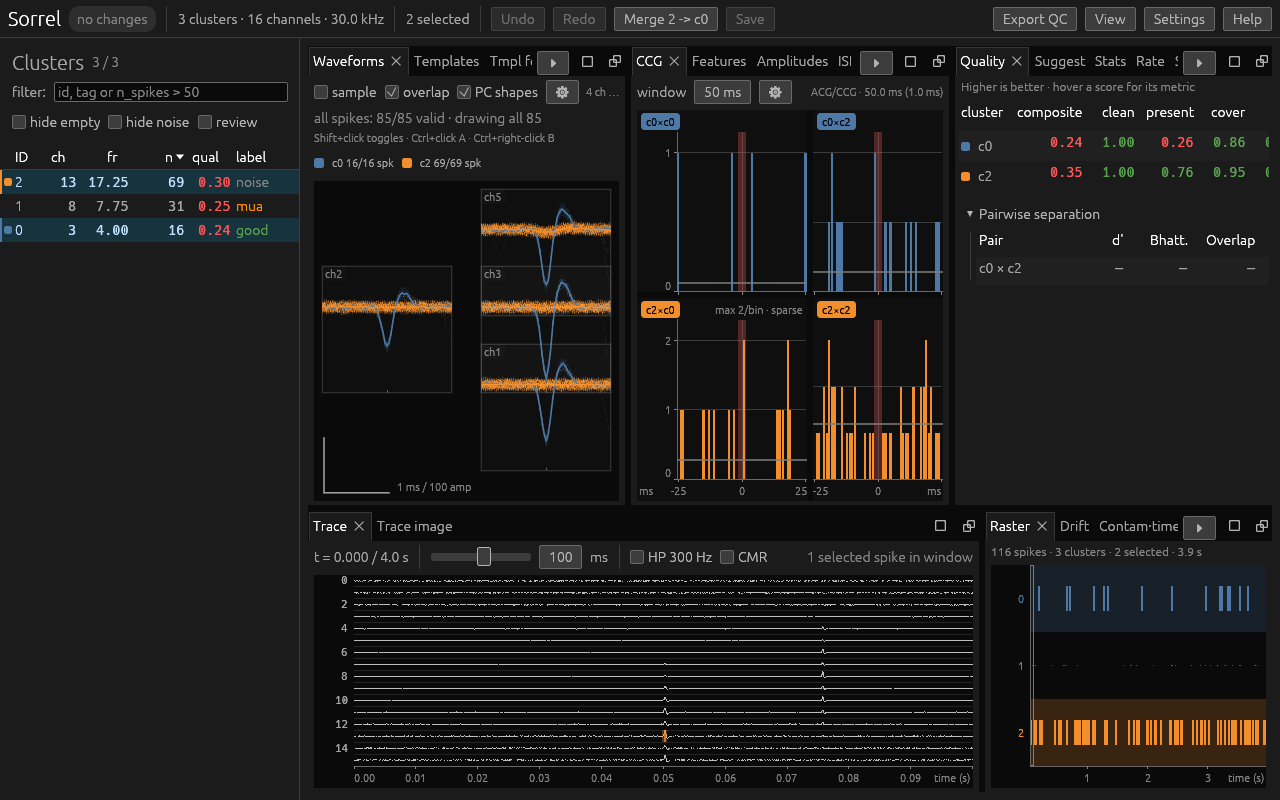 Sorrel no changes 3 clusters · 16 channels · 30.0 kHz 2 selected Undo Redo Merge 2 -> c0 Save Export QC View Settings Help
Clusters 3 / 3
filter: id, tag or n_spikes > 50
hide empty hide noise review
ID ch fr n qual label
2 13 17.25 69 0.30 noise
1 8 7.75 31 0.25 mua
0 3 4.00 16 0.24 good
Waveforms Templates Tmpl
sample overlap PC shapes 4 ch ...
all spikes: 85/85 valid · drawing all 85
Shift+click toggles · Ctrl+click A · Ctrl+right-click B
c0 16/16 spk c2 69/69 spk
ch5
ch2 ch3
ch1
1 ms / 100 amp
CCG Features Amplitudes ISI
window 50 ms ACG/CCG · 50.0 ms (1.0 ms)
c0×c0 c0×c2
1
0
c2×c0 max 2/bin · sparse c2×c2
2
1
0
ms -25 0 25 -25 0 ms
Quality Suggest Stats Rate
Higher is better · hover a score for its metric
cluster composite clean present cover
c0 0.24 1.00 0.26 0.86
c2 0.35 1.00 0.76 0.95
Pairwise separation
Pair d' Bhatt. Overlap
c0 × c2 — — —
Trace Trace image
t = 0.000 / 4.0 s 100 ms HP 300 Hz CMR 1 selected spike in window
0
2
4
6
8
10
12
14
0.00 0.01 0.02 0.03 0.04 0.05 0.06 0.07 0.08 0.09 time (s)
Raster Drift Contam-time
116 spikes · 3 clusters · 2 selected · 3.9 s
0
1
2
1 2 3 time (s)